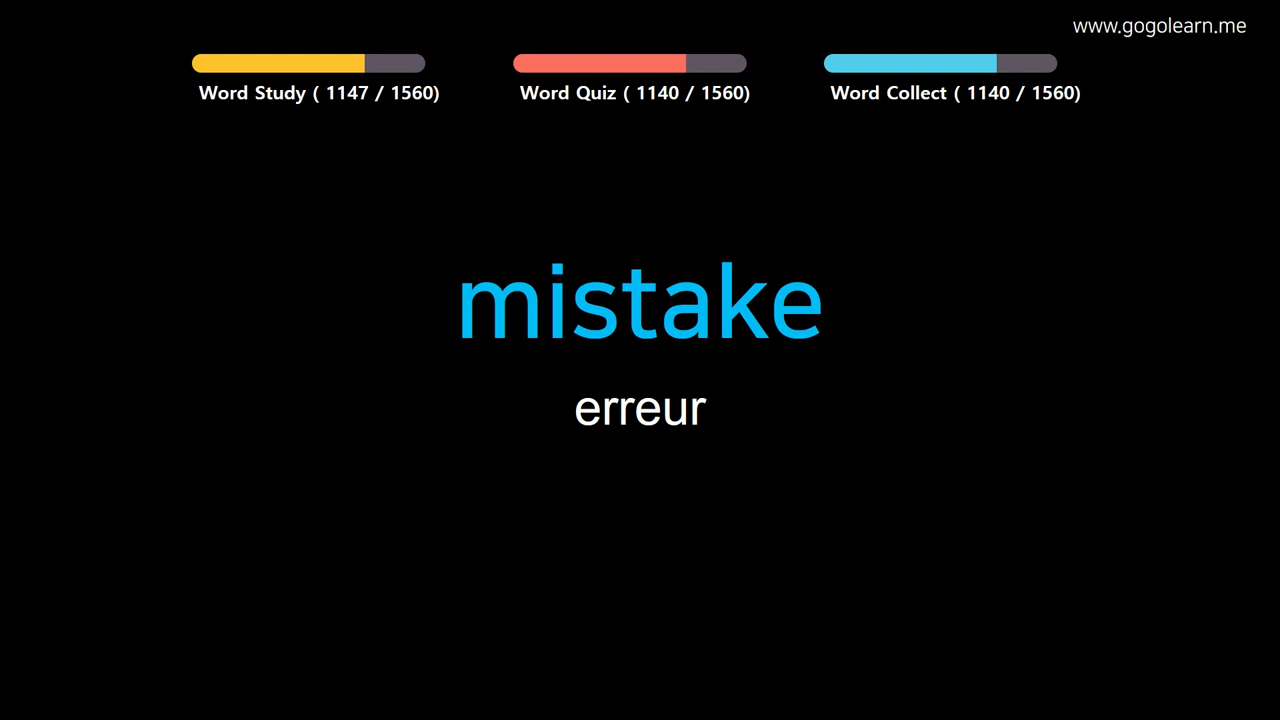 www.gogolearn.me
Word Study ( 1147 / 1560)
Word Quiz ( 1140 / 1560)
Word Collect ( 1140 / 1560)
mistake
erreur